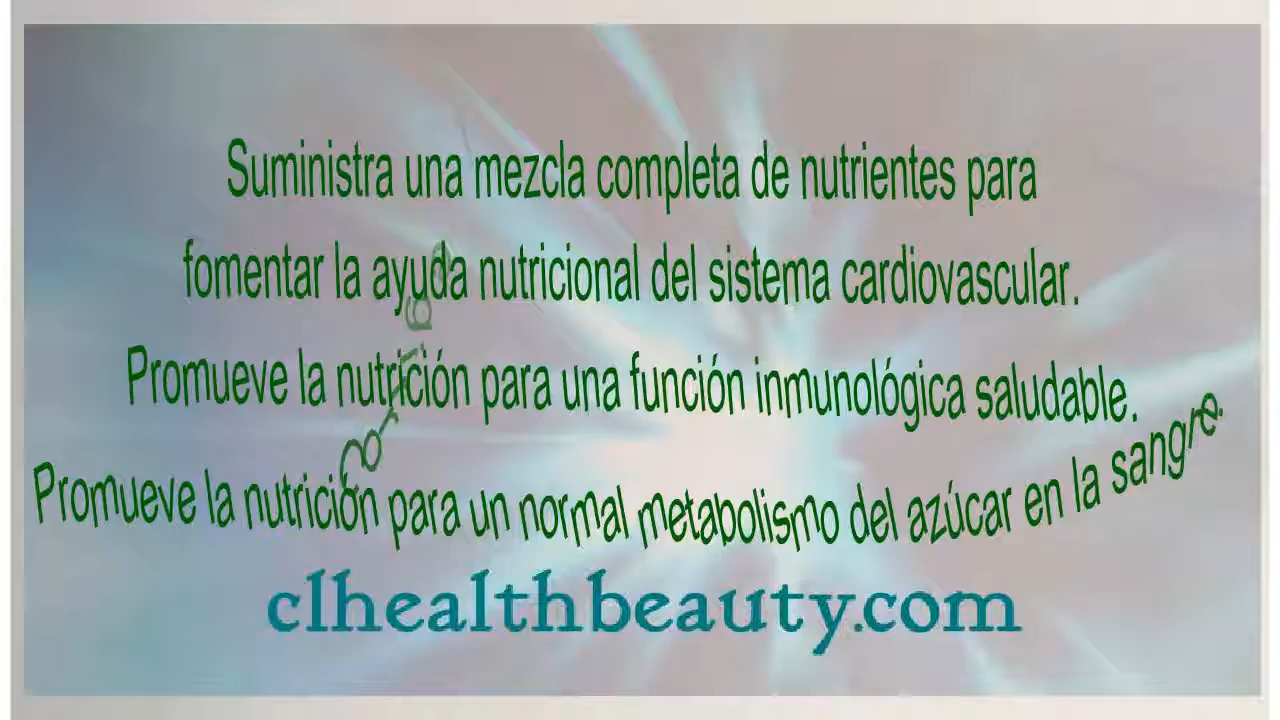 Suministra una mezcla completa de nutrientes para
fomentar la ayuda nutricional del sistema cardiovascular.
Promueve la nutrición para una función inmunológica saludable.
Promueve la nutrición para un normal metabolismo del azúcar en la sangre.
clhealthbeauty.com